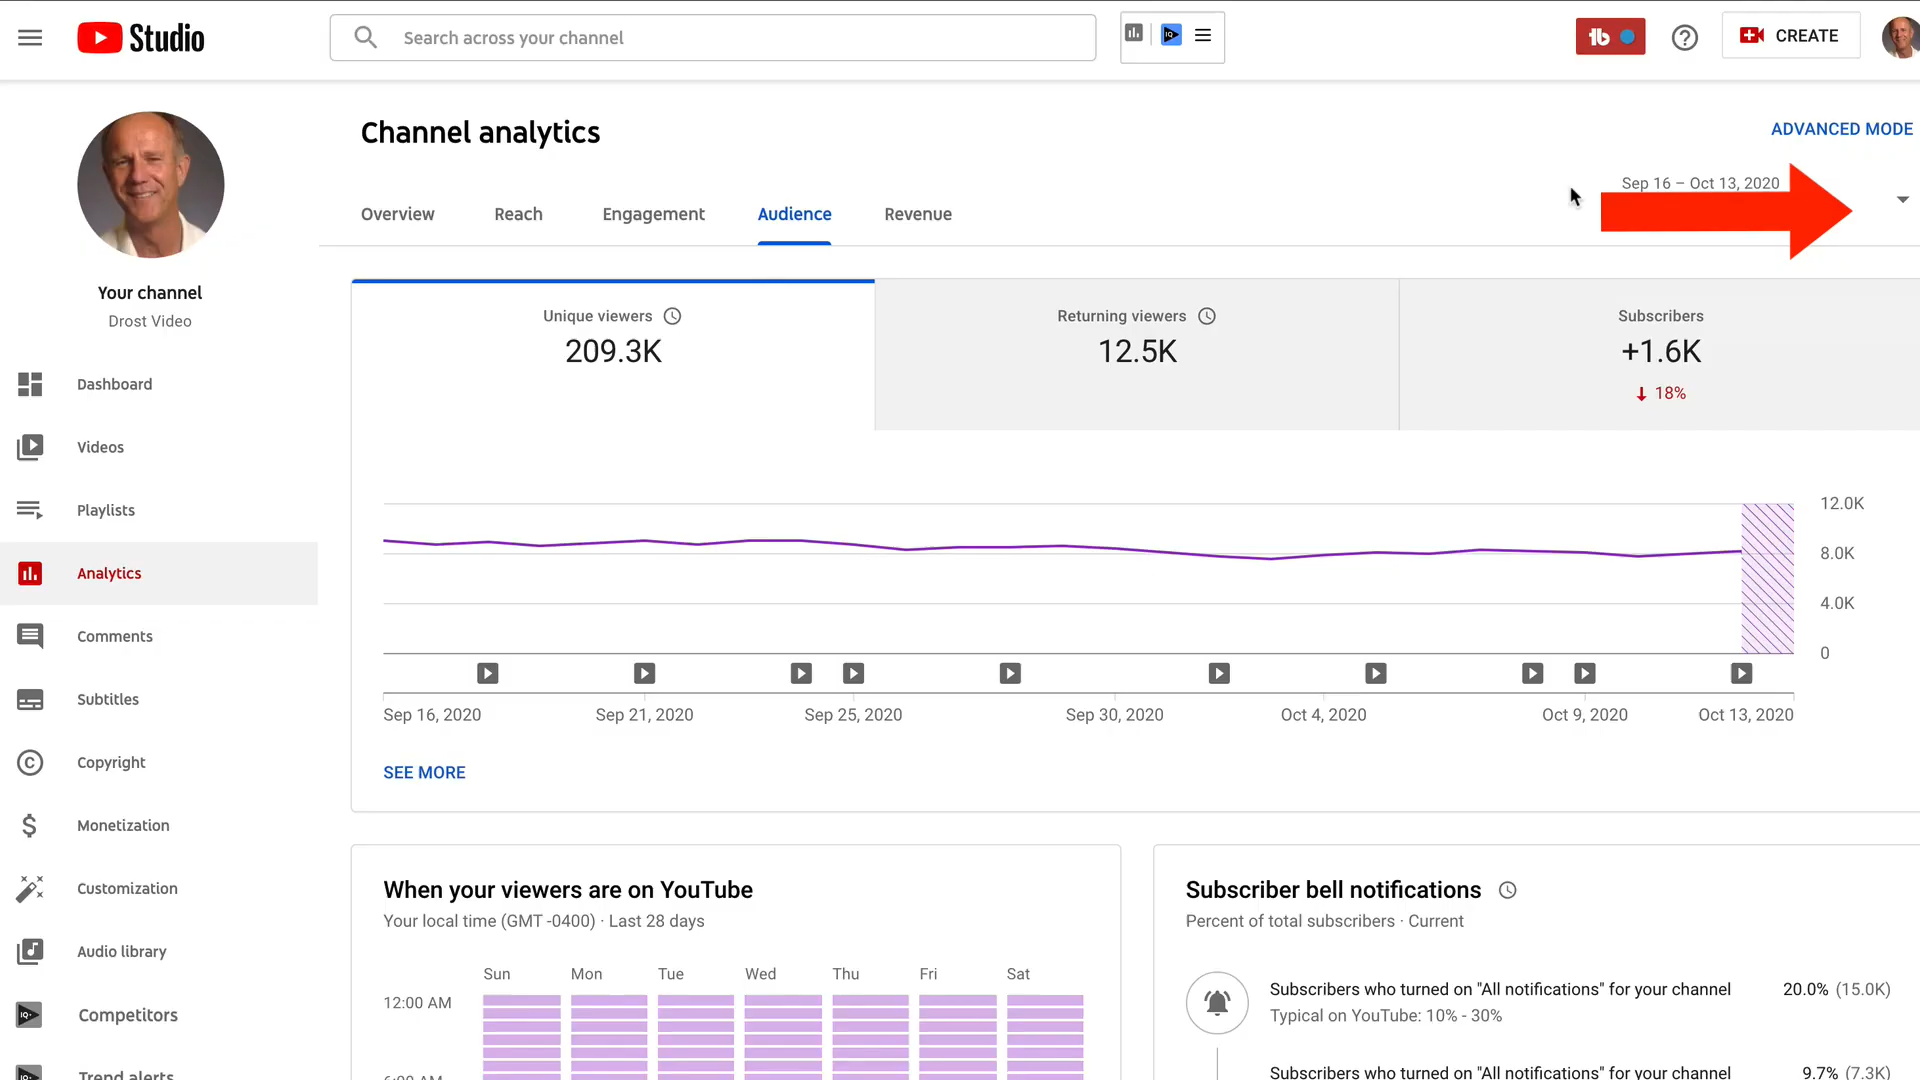 Studio
Search across your channel
CREATE
Channel analytics
ADVANCED MODE
Sep 16 – Oct 13, 2020
Overview
Reach
Engagement
Audience
Revenue
Your channel
Drost Video
Dashboard
Videos
Playlists
Analytics
Comments
Subtitles
Copyright
Monetization
Customization
Audio library
Competitors
Trend alerts
Unique viewers
209.3K
Returning viewers
12.5K
Subscribers
+1.6K
18%
12.0K
8.0K
4.0K
0
Sep 16, 2020
Sep 21, 2020
Sep 25, 2020
Sep 30, 2020
Oct 4, 2020
Oct 9, 2020
Oct 13, 2020
SEE MORE
When your viewers are on YouTube
Your local time (GMT -0400) · Last 28 days
Sun Mon Tue Wed Thu Fri Sat
12:00 AM
6:00 AM
Subscriber bell notifications
Percent of total subscribers · Current
Subscribers who turned on "All notifications" for your channel 20.0% (15.0K)
Typical on YouTube: 10% - 30%
Subscribers who turned on "All notifications" for your channel 9.7% (7.3K)